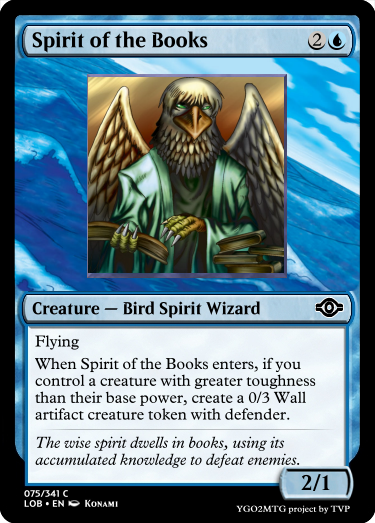 Spirit of the Books 2
Creature — Bird Spirit Wizard
Flying
When Spirit of the Books enters, if you
control a creature with greater toughness
than their base power, create a 0/3 Wall
artifact creature token with defender.
The wise spirit dwells in books, using its
accumulated knowledge to defeat enemies.
2/1
075/341 C
LOB • EN Konami
YGO2MTG project by TVP